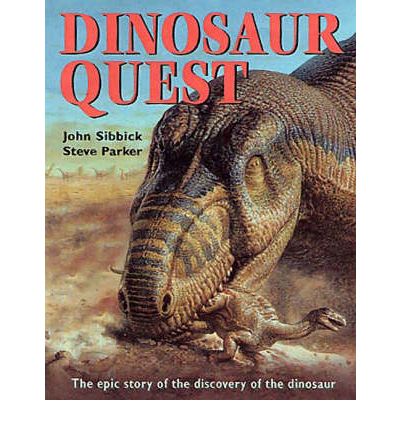 DINOSAUR
QUEST
John Sibbick
Steve Parker
The epic story of the discovery of the dinosaur